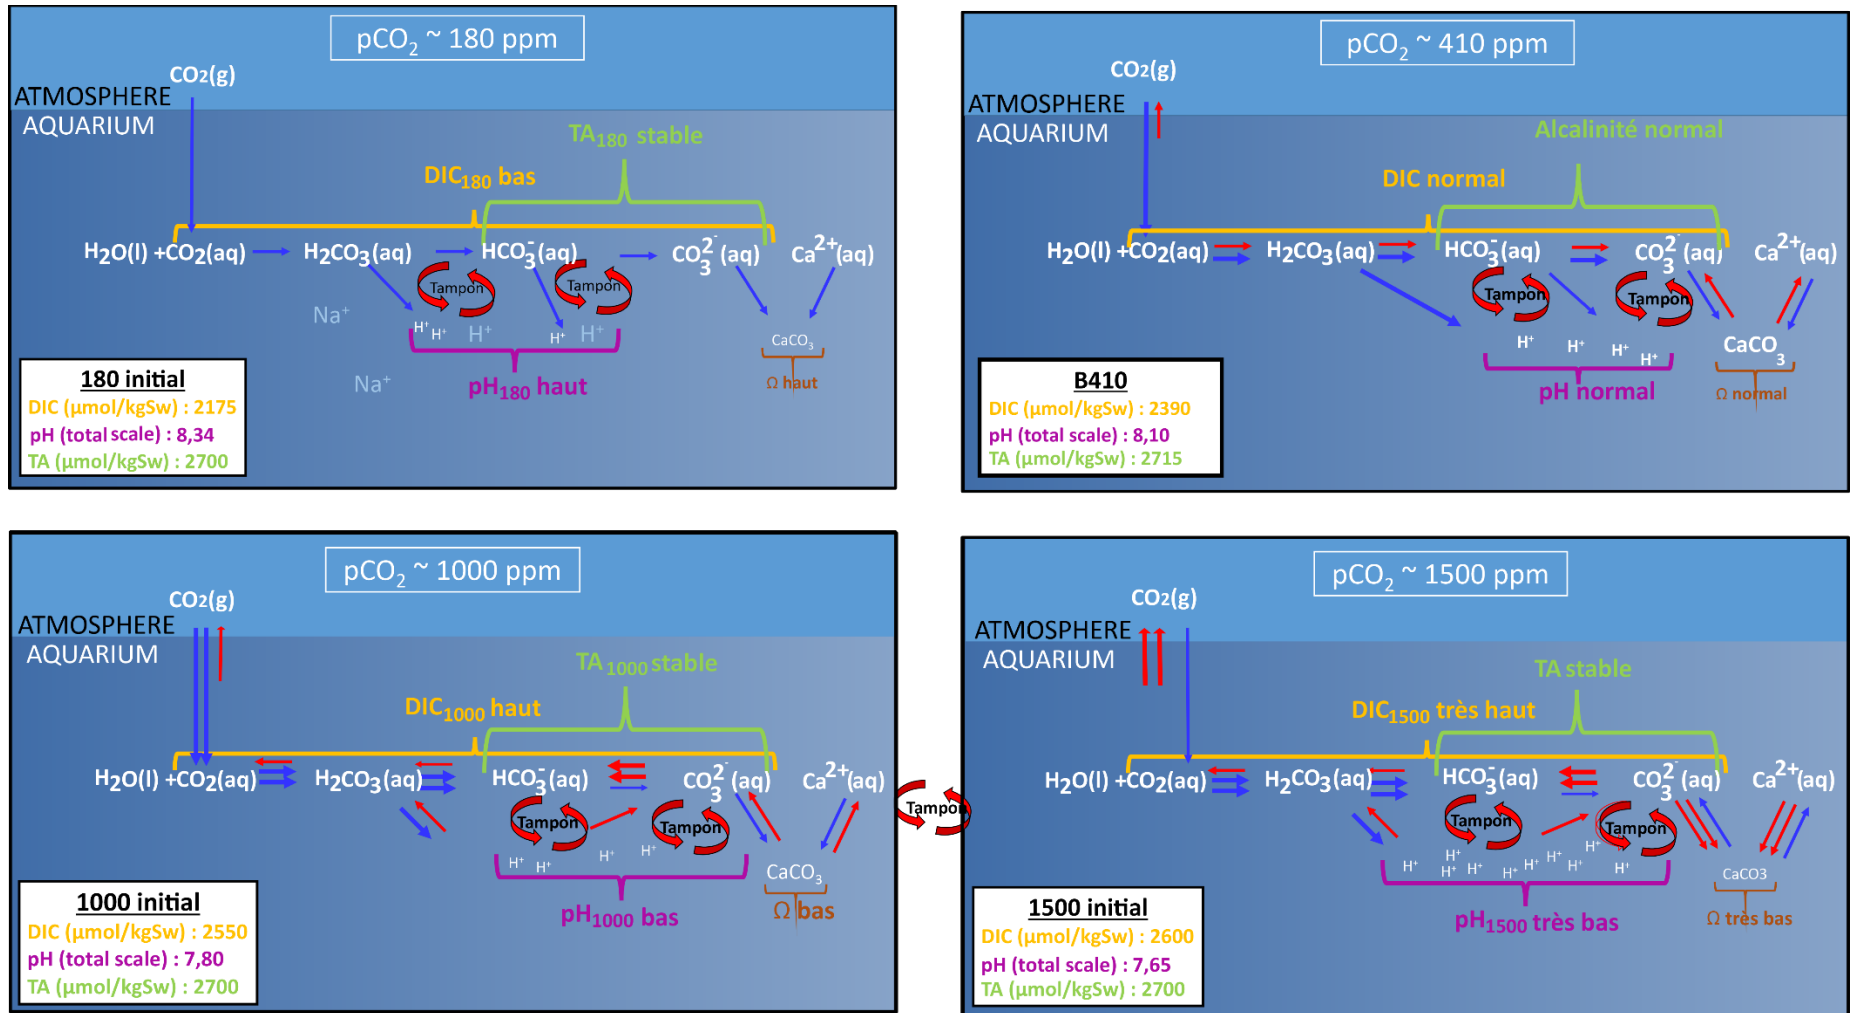 pCO₂ ~ 180 ppm
CO₂(g)
ATMOSPHERE
AQUARIUM
TA₁₈₀ stable
DIC₁₈₀ bas
H₂O(l) +CO₂(aq) H₂CO₃(aq) HCO₃⁻(aq) CO₃²⁻(aq) Ca²⁺(aq)
Tampon Tampon
Na⁺
H⁺ H⁺ H⁺ H⁺ H⁺
CaCO₃
Na⁺
pH₁₈₀ haut
Ω haut
180 initial
DIC (µmol/kgSw) : 2175
pH (total scale) : 8,34
TA (µmol/kgSw) : 2700
pCO₂ ~ 410 ppm
CO₂(g)
ATMOSPHERE
AQUARIUM
Alcalinité normal
DIC normal
H₂O(l) +CO₂(aq) H₂CO₃(aq) HCO₃⁻(aq) CO₃²⁻(aq) Ca²⁺(aq)
Tampon Tampon
H⁺ H⁺ H⁺ H⁺
CaCO₃
pH normal
Ω normal
B410
DIC (µmol/kgSw) : 2390
pH (total scale) : 8,10
TA (µmol/kgSw) : 2715
pCO₂ ~ 1000 ppm
CO₂(g)
ATMOSPHERE
AQUARIUM
TA₁₀₀₀ stable
DIC₁₀₀₀ haut
H₂O(l) +CO₂(aq) H₂CO₃(aq) HCO₃⁻(aq) CO₃²⁻(aq) Ca²⁺(aq)
Tampon Tampon Tampon
H⁺ H⁺ H⁺ H⁺
CaCO₃
pH₁₀₀₀ bas
Ω bas
1000 initial
DIC (µmol/kgSw) : 2550
pH (total scale) : 7,80
TA (µmol/kgSw) : 2700
pCO₂ ~ 1500 ppm
CO₂(g)
ATMOSPHERE
AQUARIUM
TA stable
DIC₁₅₀₀ très haut
H₂O(l) +CO₂(aq) H₂CO₃(aq) HCO₃⁻(aq) CO₃²⁻(aq) Ca²⁺(aq)
Tampon Tampon
H⁺ H⁺ H⁺ H⁺ H⁺ H⁺ H⁺ H⁺ H⁺ H⁺
CaCO3
pH₁₅₀₀ très bas
Ω très bas
1500 initial
DIC (µmol/kgSw) : 2600
pH (total scale) : 7,65
TA (µmol/kgSw) : 2700